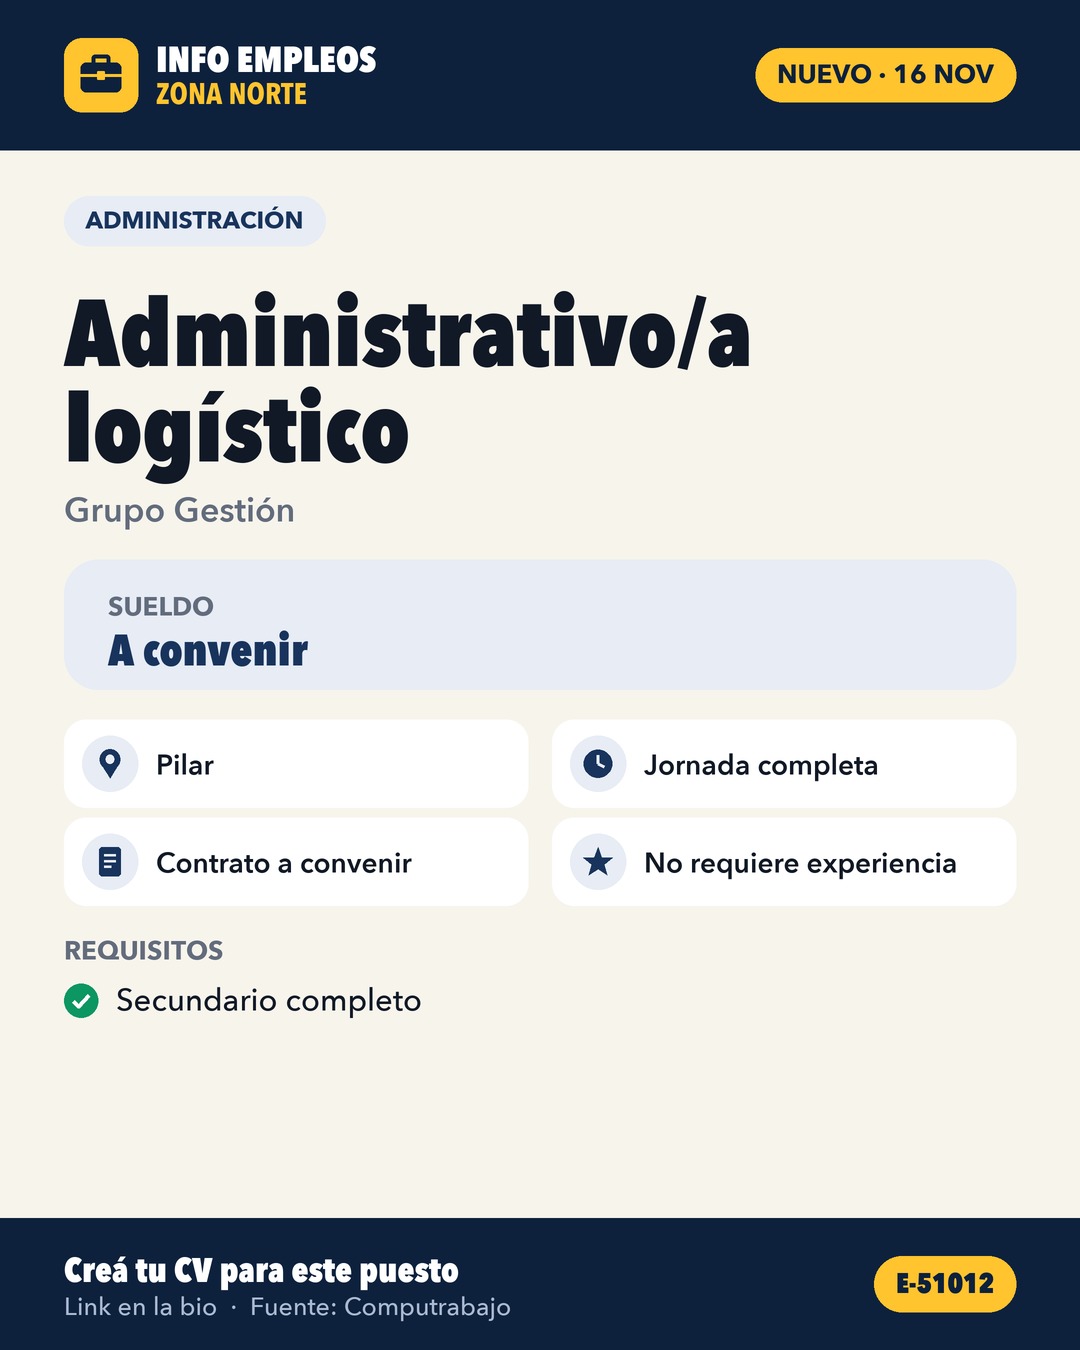 INFO EMPLEOS
ZONA NORTE
NUEVO · 16 NOV
ADMINISTRACIÓN
Administrativo/a
logístico
Grupo Gestión
SUELDO
A convenir
Pilar
Jornada completa
Contrato a convenir
No requiere experiencia
REQUISITOS
Secundario completo
Creá tu CV para este puesto
Link en la bio · Fuente: Computrabajo
E-51012